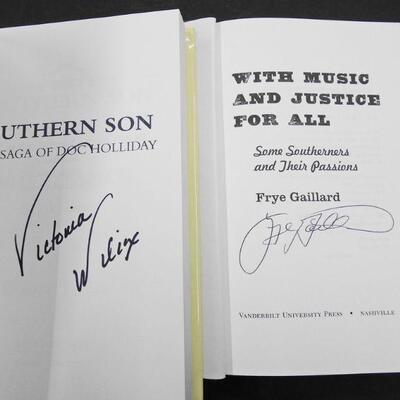 UTHERN SON
SAGA OF DOC HOLLIDAY
Victoria
Wilcox
WITH MUSIC
AND JUSTICE
FOR ALL
Some Southerners
and Their Passions
Frye Gaillard
VANDERBILT UNIVERSITY PRESS • NASHVILLE